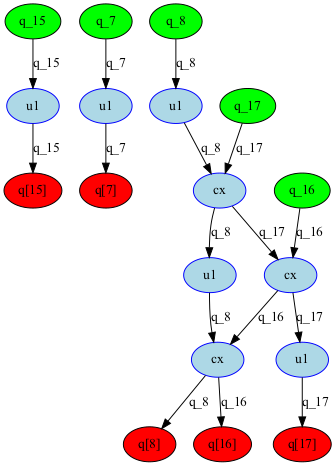 q_15 q_7 q_8
q_15 q_7 q_8
u1 u1 u1 q_17
q_15 q_7 q_8 q_17
q[15] q[7] cx q_16
q_8 q_17 q_16
u1 cx
q_8 q_16 q_17
cx u1
q_8 q_16 q_17
q[8] q[16] q[17]